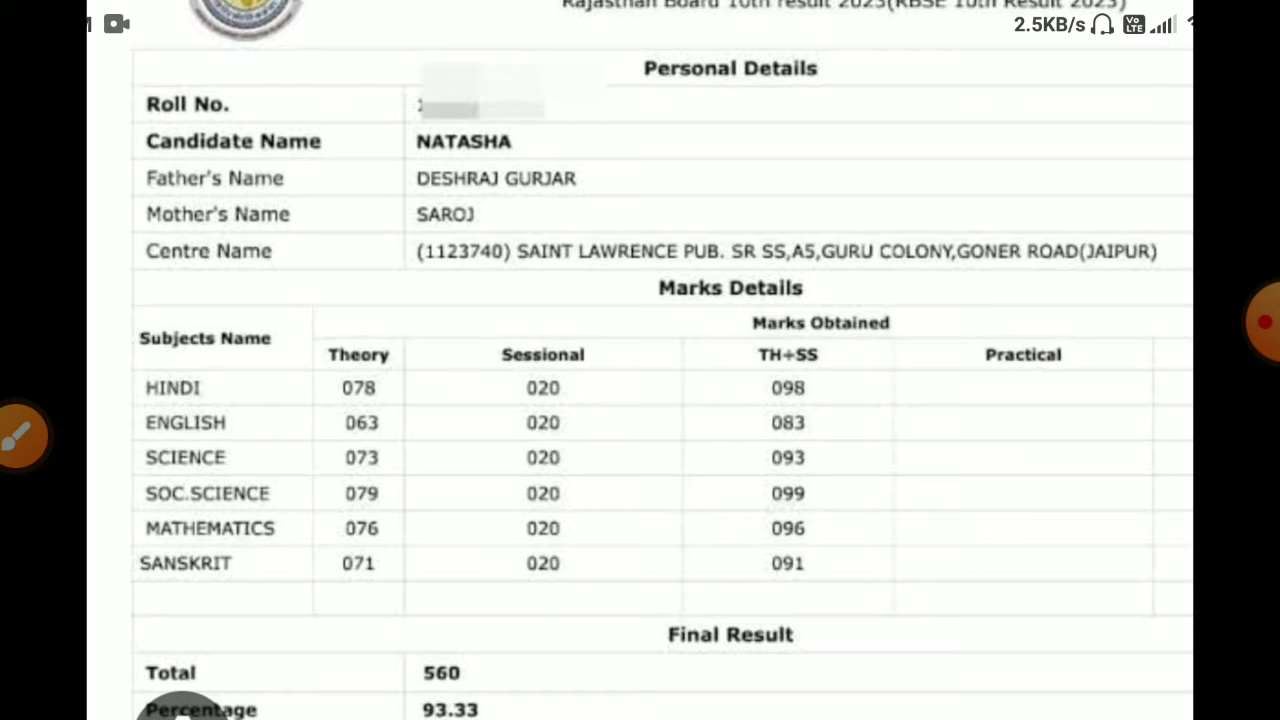 Rajasthan Board 10th result 2023(RBSE 10th Result 2023)
2.5KB/s Vo LTE
Personal Details
Roll No.
Candidate Name NATASHA
Father's Name DESHRAJ GURJAR
Mother's Name SAROJ
Centre Name (1123740) SAINT LAWRENCE PUB. SR SS,A5,GURU COLONY,GONER ROAD(JAIPUR)
Marks Details
Subjects Name Marks Obtained
Theory Sessional TH+SS Practical
HINDI 078 020 098
ENGLISH 063 020 083
SCIENCE 073 020 093
SOC.SCIENCE 079 020 099
MATHEMATICS 076 020 096
SANSKRIT 071 020 091
Final Result
Total 560
Percentage 93.33